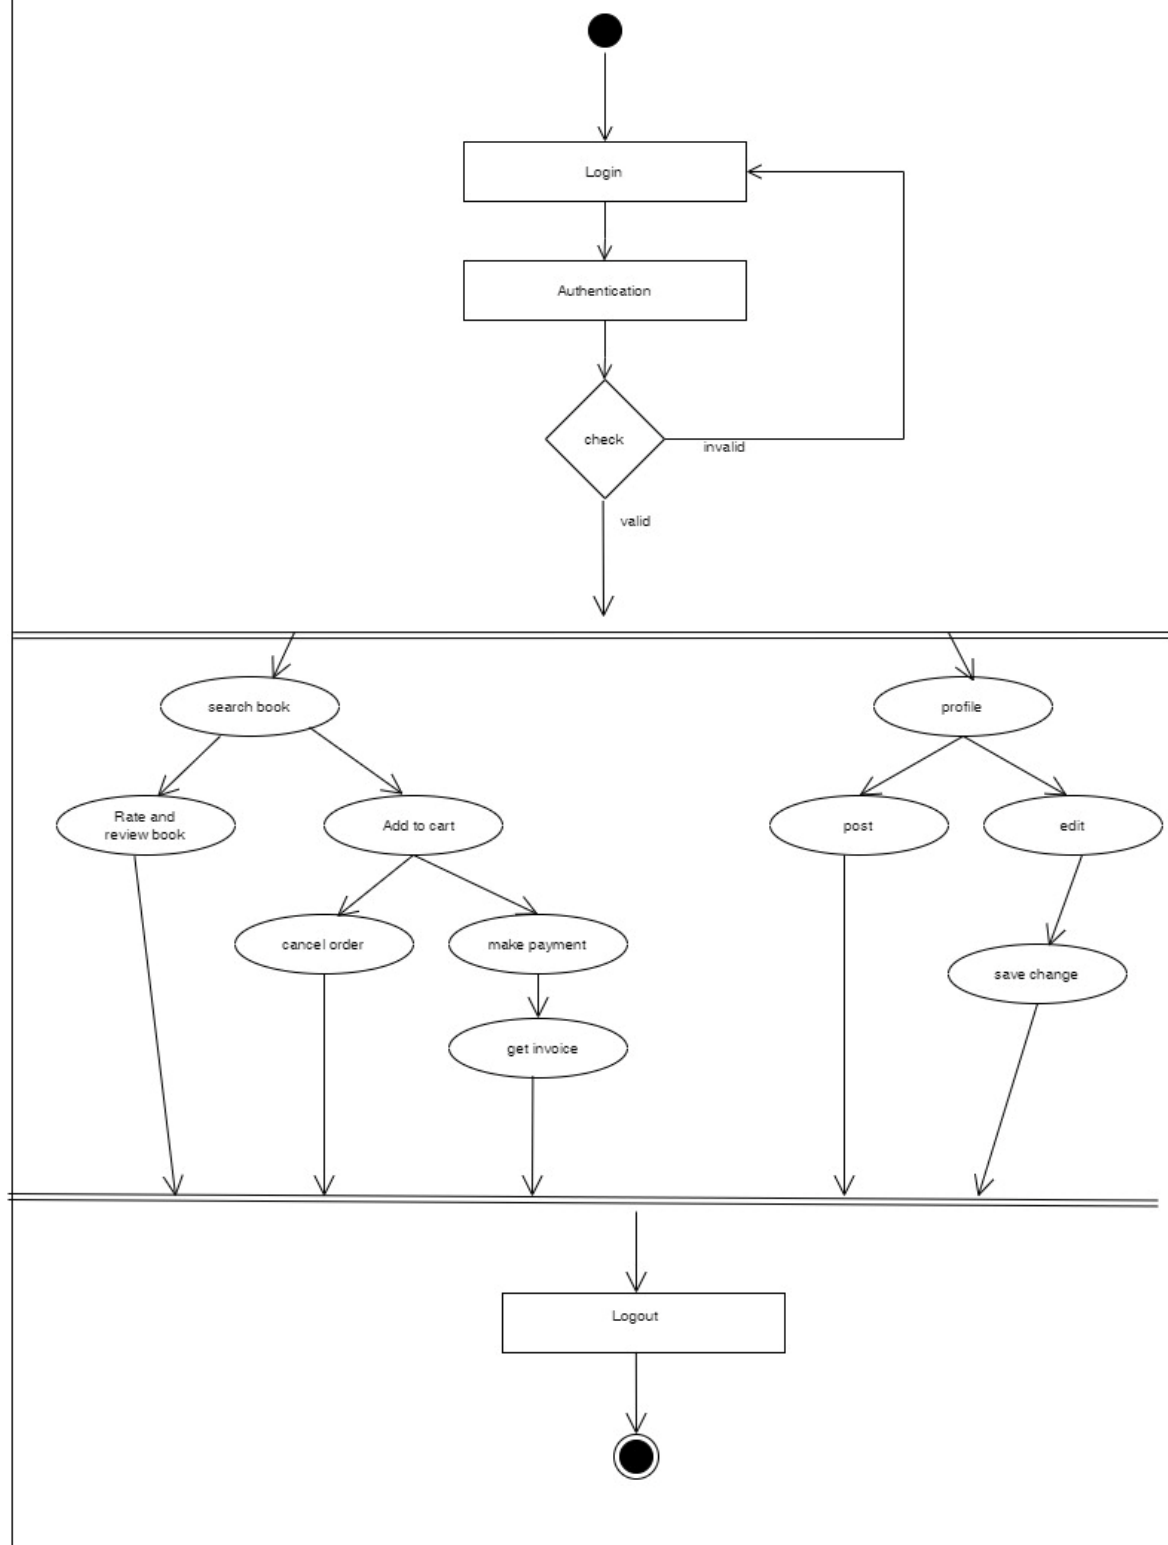 Login
Authentication
check
invalid
valid
search book
profile
Rate and
review book
Add to cart
post
edit
cancel order
make payment
save change
get invoice
Logout